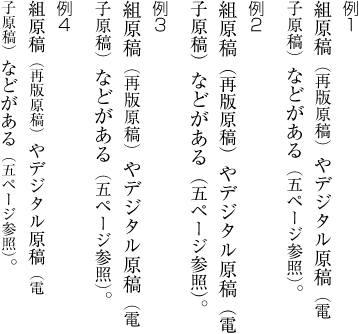 例1
組原稿（再版原稿）やデジタル原稿（電
子原稿）などがある（五ページ参照）。
例2
組原稿（再版原稿）やデジタル原稿（電
子原稿）などがある（五ページ参照）。
例3
組原稿（再版原稿）やデジタル原稿（電
子原稿）などがある（五ページ参照）。
例4
組原稿（再版原稿）やデジタル原稿（電
子原稿）などがある（五ページ参照）。